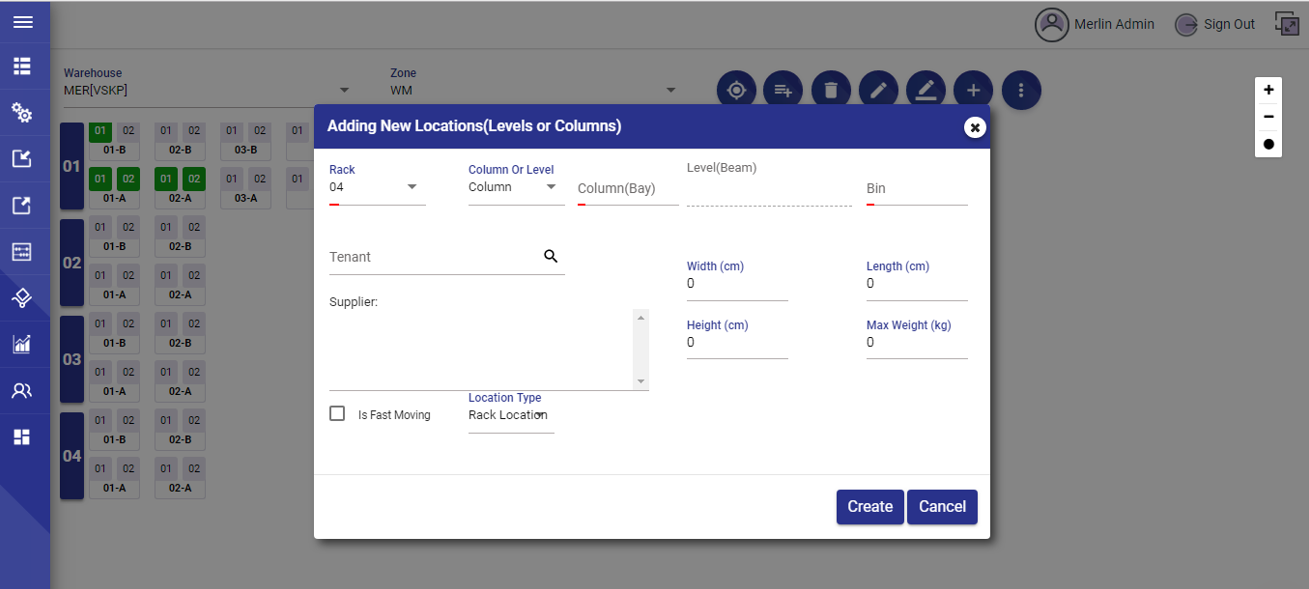 Merlin Admin
Sign Out
Warehouse
Zone
MER[VSKP]
WM
Adding New Locations(Levels or Columns)
Rack
Column Or Level
Level(Beam)
04
Column
Column(Bay)
Bin
Tenant
Width (cm)
Length (cm)
0
0
Supplier:
Height (cm)
Max Weight (kg)
0
0
Is Fast Moving
Location Type
Rack Location
Create
Cancel
01
01 02 01 02 01 02 01
01-B 02-B 03-B
01 02 01 02 01 02 01
01-A 02-A 03-A
02
01 02 01 02
01-B 02-B
01 02 01 02
01-A 02-A
03
01 02 01 02
01-B 02-B
01 02 01 02
01-A 02-A
04
01 02 01 02
01-B 02-B
01 02 01 02
01-A 02-A